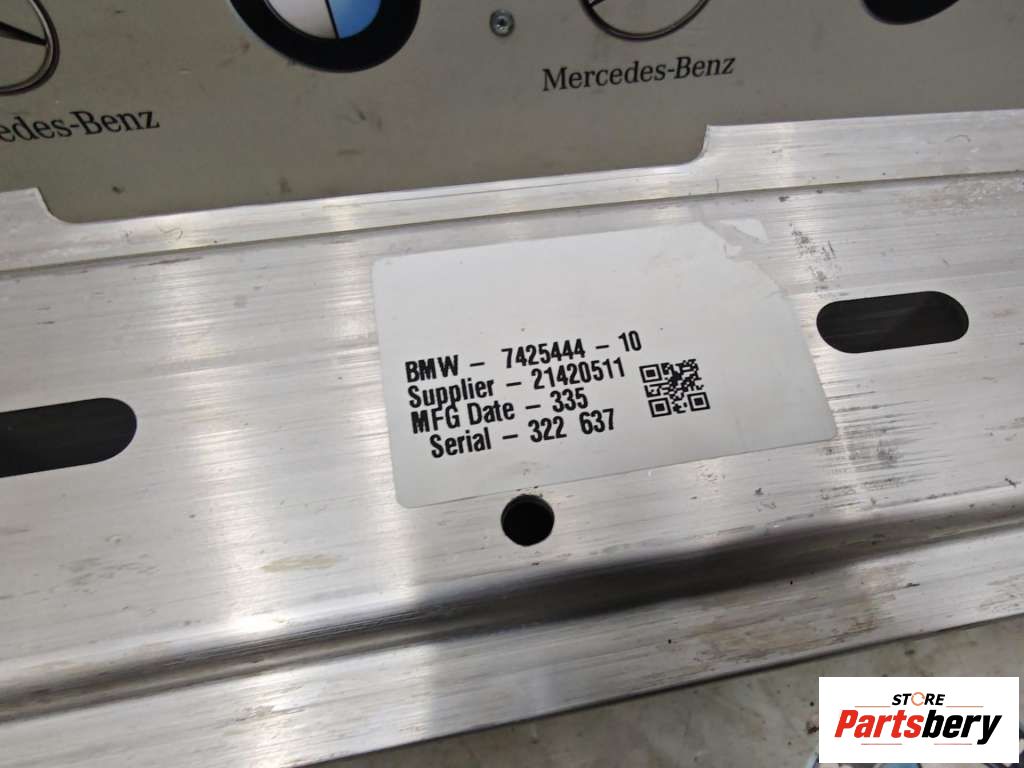 edes-Benz
Mercedes-Benz
BMW - 7425444 - 10
Supplier - 21420511
MFG Date - 335
Serial - 322 637
STORE
Partsbery